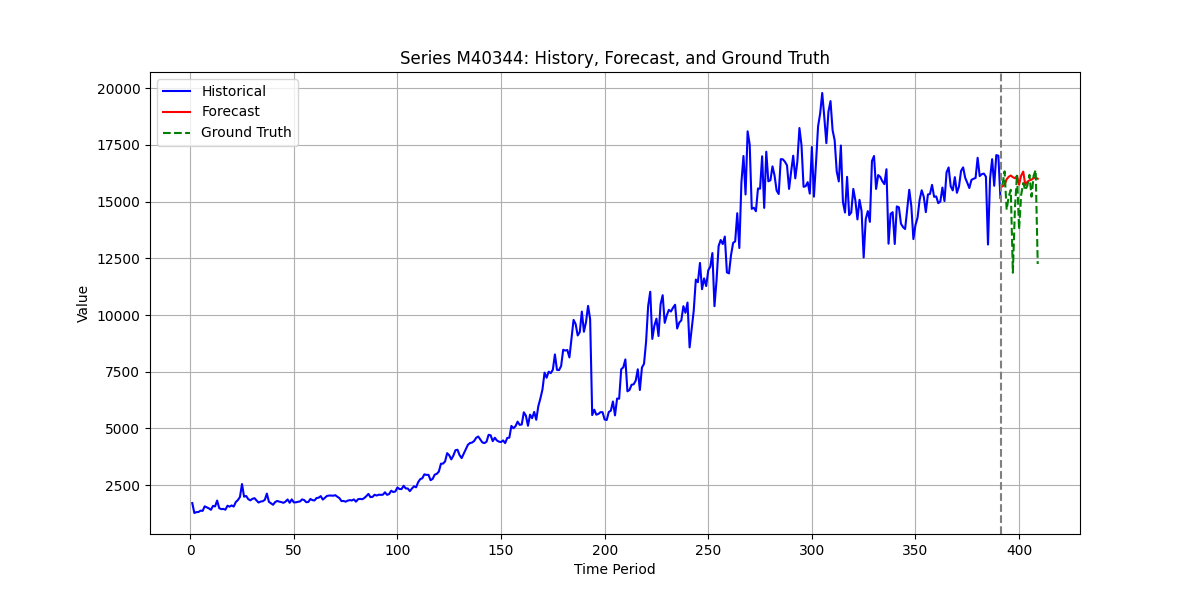 Series M40344: History, Forecast, and Ground Truth
Historical
Forecast
Ground Truth
Value
20000
17500
15000
12500
10000
7500
5000
2500
0 50 100 150 200 250 300 350 400
Time Period